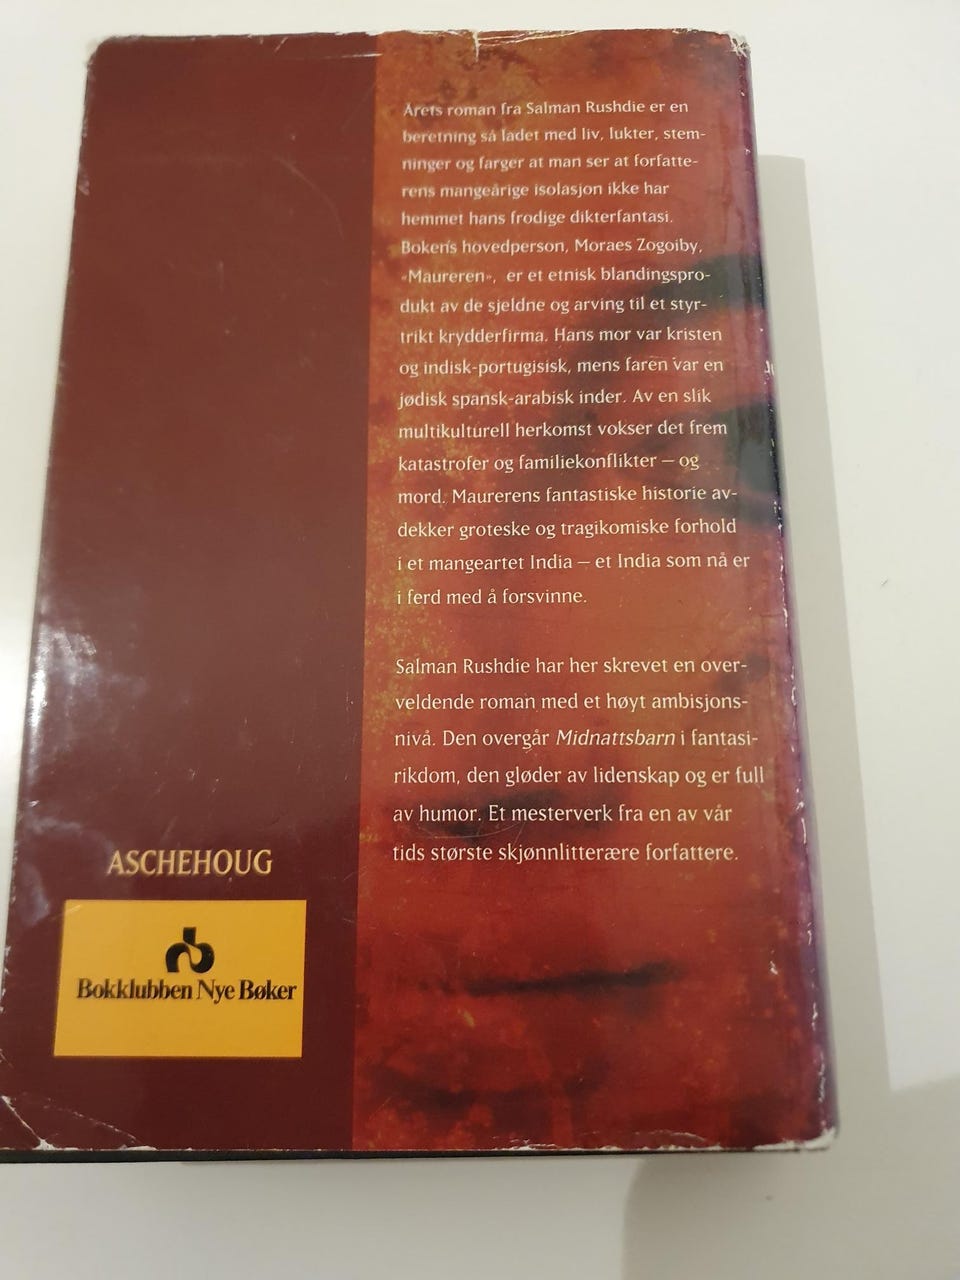 Årets roman fra Salman Rushdie er en
beretning så ladet med liv, lukter, stem-
ninger og farger at man ser at forfatte-
rens mangeårige isolasjon ikke har
hemmet hans frodige dikterfantasi.
Bokens hovedperson, Moraes Zogoiby,
«Maureren», er et etnisk blandingspro-
dukt av de sjeldne og arving til et styr-
trikt krydderfirma. Hans mor var kristen
og indisk-portugisisk, mens faren var en
jødisk spansk-arabisk inder. Av en slik
multikulturell herkomst vokser det frem
katastrofer og familiekonflikter – og
mord. Maurerens fantastiske historie av-
dekker groteske og tragikomiske forhold
i et mangeartet India – et India som nå er
i ferd med å forsvinne.
Salman Rushdie har her skrevet en over-
veldende roman med et høyt ambisjons-
nivå. Den overgår Midnattsbarn i fantasi-
rikdom, den gløder av lidenskap og er full
av humor. Et mesterverk fra en av vår
tids største skjønnlitterære forfattere.
ASCHEHOUG
Bokklubben Nye Bøker